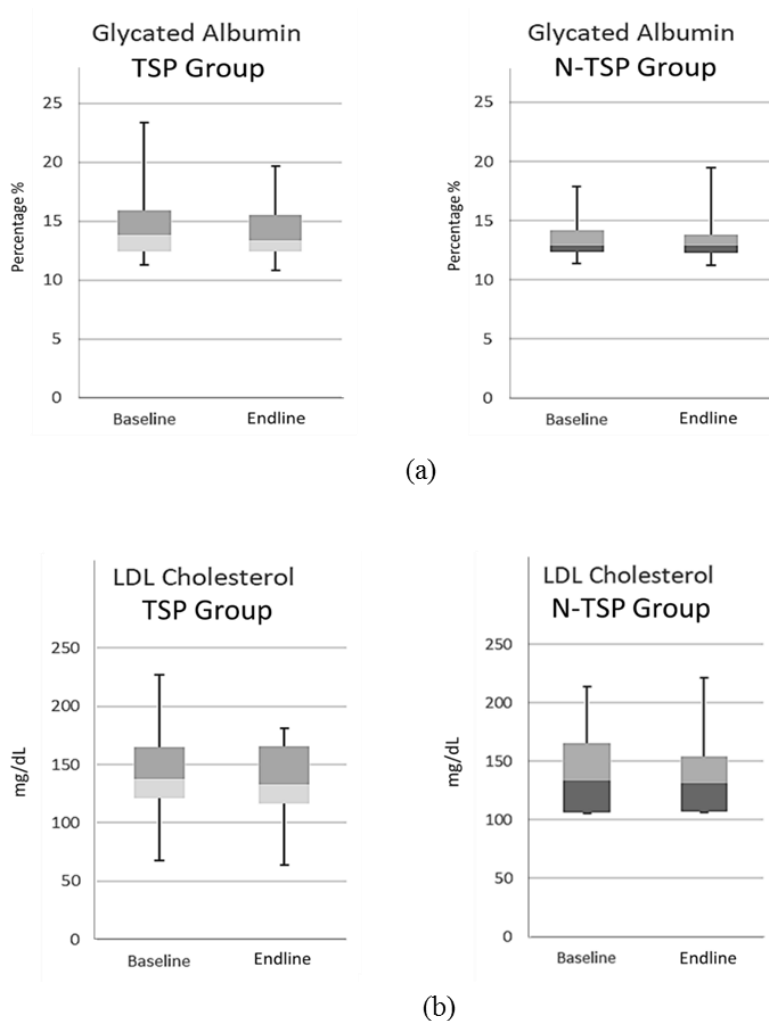 Glycated Albumin
TSP Group
25
20
15
10
5
0
Percentage %
Baseline
Endline
Glycated Albumin
N-TSP Group
25
20
15
10
5
0
Percentage %
Baseline
Endline
(a)
LDL Cholesterol
TSP Group
250
200
150
100
50
0
mg/dL
Baseline
Endline
LDL Cholesterol
N-TSP Group
250
200
150
100
50
0
mg/dL
Baseline
Endline
(b)